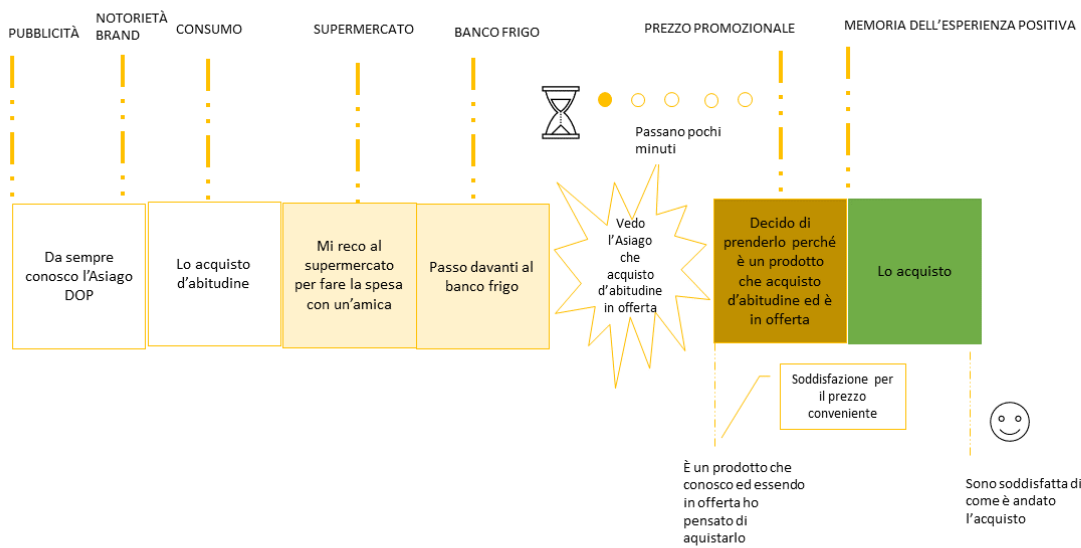 PUBBLICITÀ
NOTORIETÀ
BRAND
CONSUMO
SUPERMERCATO
BANCO FRIGO
PREZZO PROMOZIONALE
MEMORIA DELL'ESPERIENZA POSITIVA
Passano pochi
minuti
Da sempre
conosco l'Asiago
DOP
Lo acquisto
d'abitudine
Mi reco al
supermercato
per fare la spesa
con un'amica
Passo davanti al
banco frigo
Vedo
l'Asiago
che
acquisto
d'abitudine
in offerta
Decido di
prenderlo perché
è un prodotto
che acquisto
d'abitudine ed è
in offerta
Lo acquisto
Soddisfazione per
il prezzo
conveniente
È un prodotto che
conosco ed essendo
in offerta ho
pensato di
aquistarlo
Sono soddisfatta di
come è andato
l'acquisto